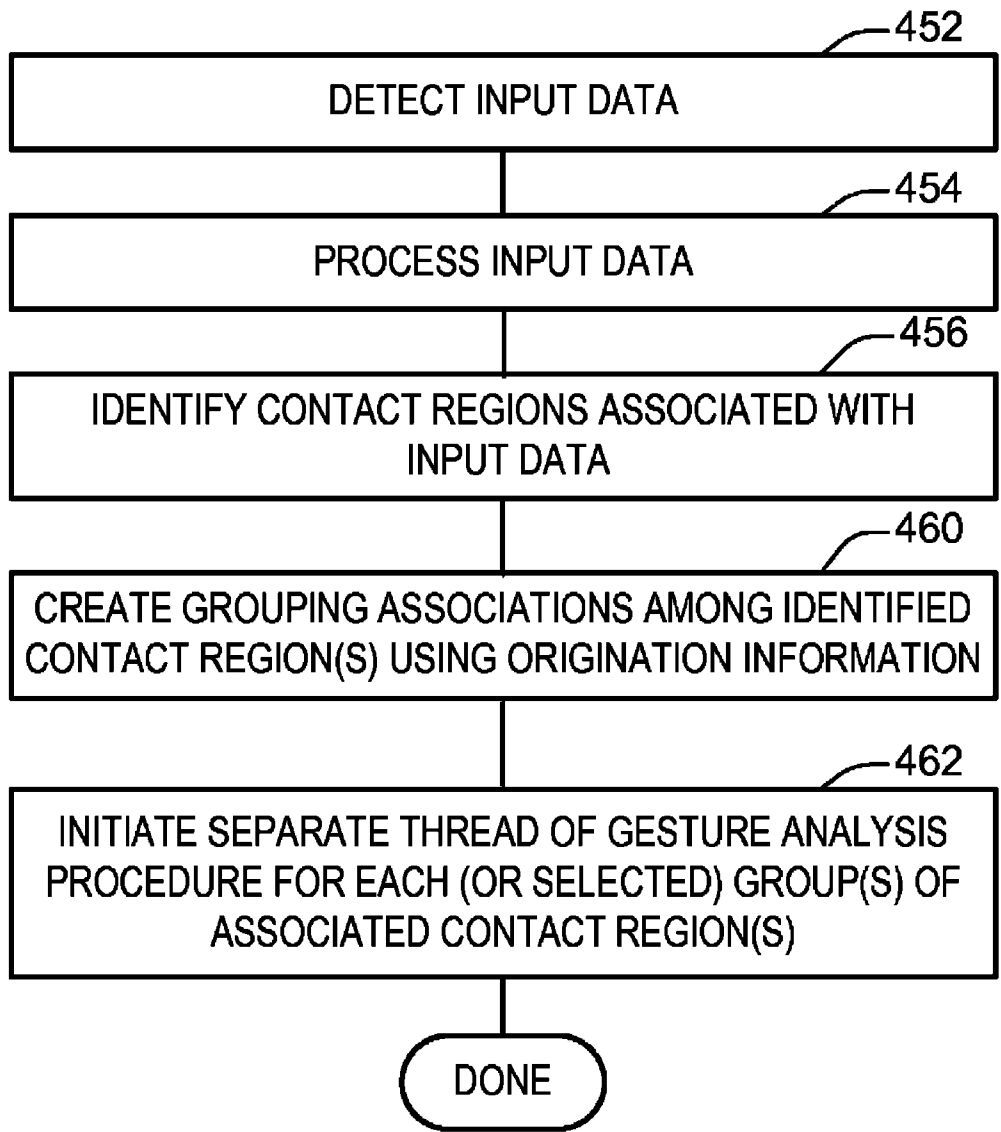 452
DETECT INPUT DATA
454
PROCESS INPUT DATA
456
IDENTIFY CONTACT REGIONS ASSOCIATED WITH
INPUT DATA
460
CREATE GROUPING ASSOCIATIONS AMONG IDENTIFIED
CONTACT REGION(S) USING ORIGINATION INFORMATION
462
INITIATE SEPARATE THREAD OF GESTURE ANALYSIS
PROCEDURE FOR EACH (OR SELECTED) GROUP(S) OF
ASSOCIATED CONTACT REGION(S)
DONE